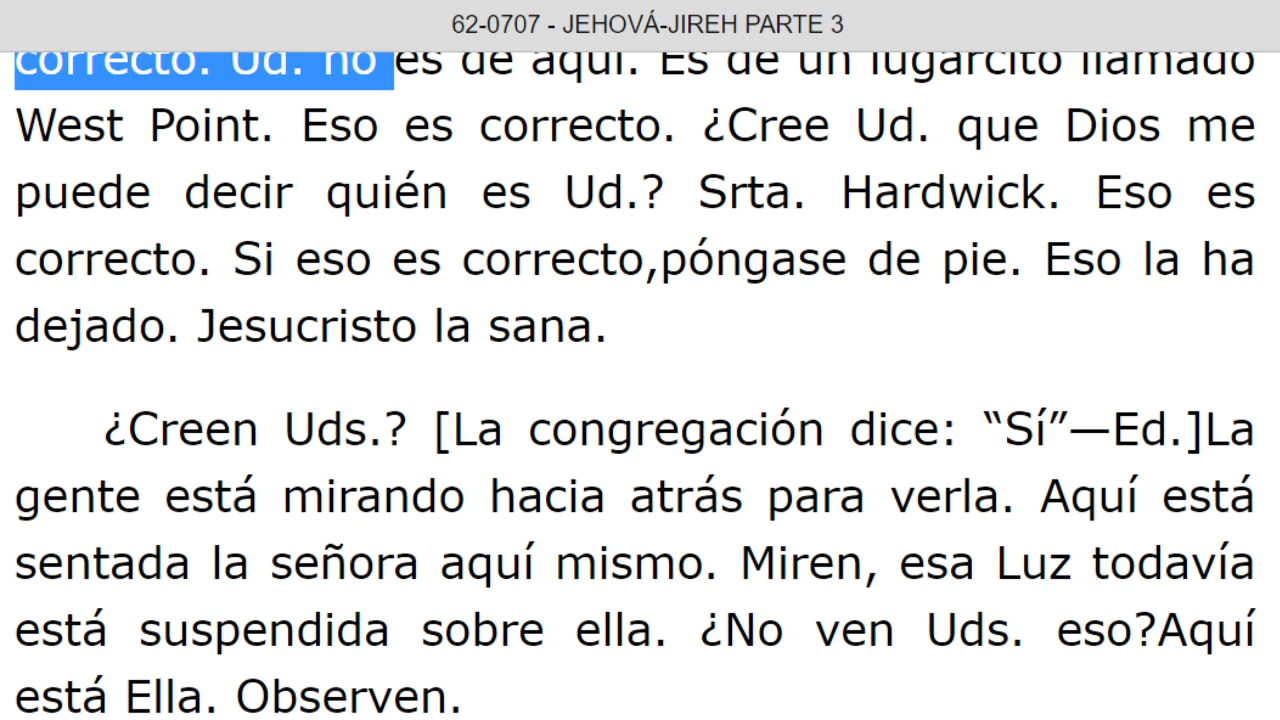 62-0707 - JEHOVÁ-JIREH PARTE 3
correcto. Ud. no es de aquí. Es de un lugarcito llamado
West Point. Eso es correcto. ¿Cree Ud. que Dios me
puede decir quién es Ud.? Srta. Hardwick. Eso es
correcto. Si eso es correcto,póngase de pie. Eso la ha
dejado. Jesucristo la sana.
¿Creen Uds.? [La congregación dice: “Sí”—Ed.]La
gente está mirando hacia atrás para verla. Aquí está
sentada la señora aquí mismo. Miren, esa Luz todavía
está suspendida sobre ella. ¿No ven Uds. eso?Aquí
está Ella. Observen.